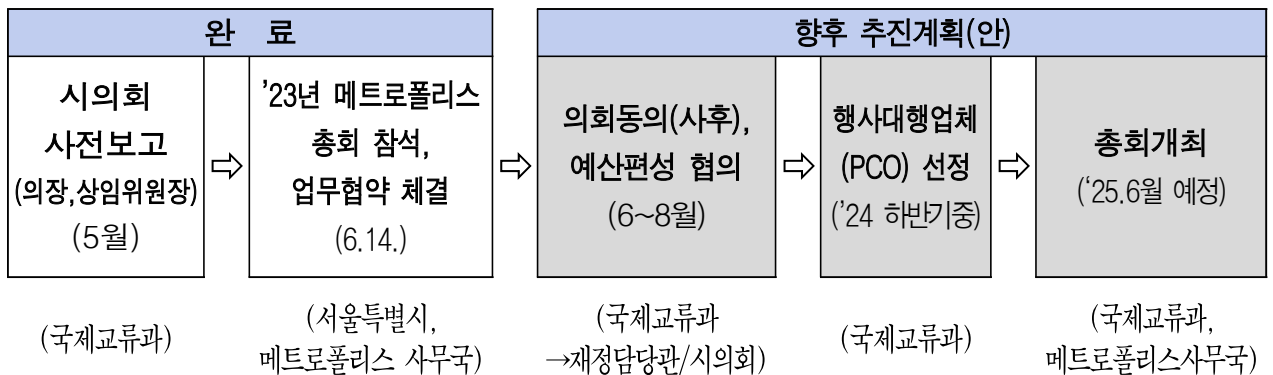 완 료
향후 추진계획(안)
시의회
사전보고
(의장,상임위원장)
(5월)
⇨
’23년 메트로폴리스
총회 참석,
업무협약 체결
(6.14.)
⇨
의회동의(사후),
예산편성 협의
(6~8월)
⇨
행사대행업체
(PCO) 선정
(’24 하반기중)
⇨
총회개최
(‘25.6월 예정)
(국제교류과)
(서울특별시,
메트로폴리스 사무국)
(국제교류과
→재정담당관/시의회)
(국제교류과)
(국제교류과,
메트로폴리스사무국)